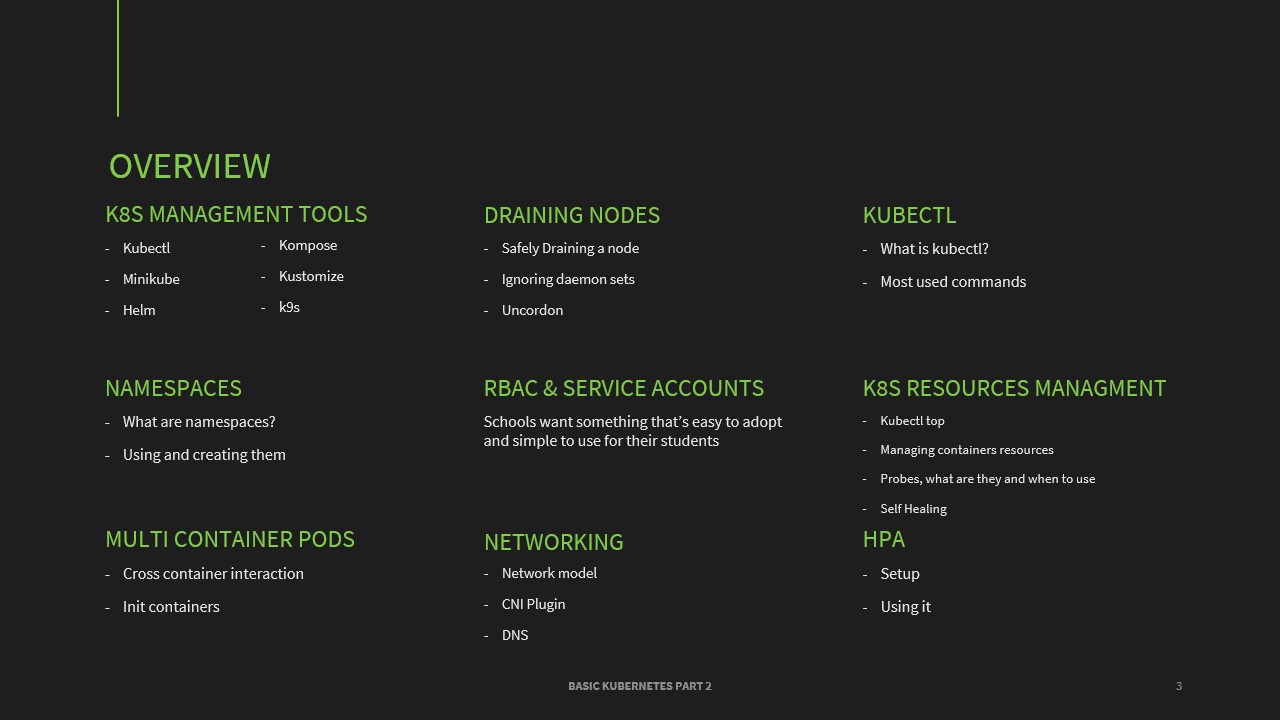 OVERVIEW
K8S MANAGEMENT TOOLS
- Kubectl
- Minikube
- Helm
- Kompose
- Kustomize
- k9s
DRAINING NODES
- Safely Draining a node
- Ignoring daemon sets
- Uncordon
KUBECTL
- What is kubectl?
- Most used commands
NAMESPACES
- What are namespaces?
- Using and creating them
RBAC & SERVICE ACCOUNTS
Schools want something that’s easy to adopt
and simple to use for their students
K8S RESOURCES MANAGMENT
- Kubectl top
- Managing containers resources
- Probes, what are they and when to use
- Self Healing
MULTI CONTAINER PODS
- Cross container interaction
- Init containers
NETWORKING
- Network model
- CNI Plugin
- DNS
HPA
- Setup
- Using it
BASIC KUBERNETES PART 2
3